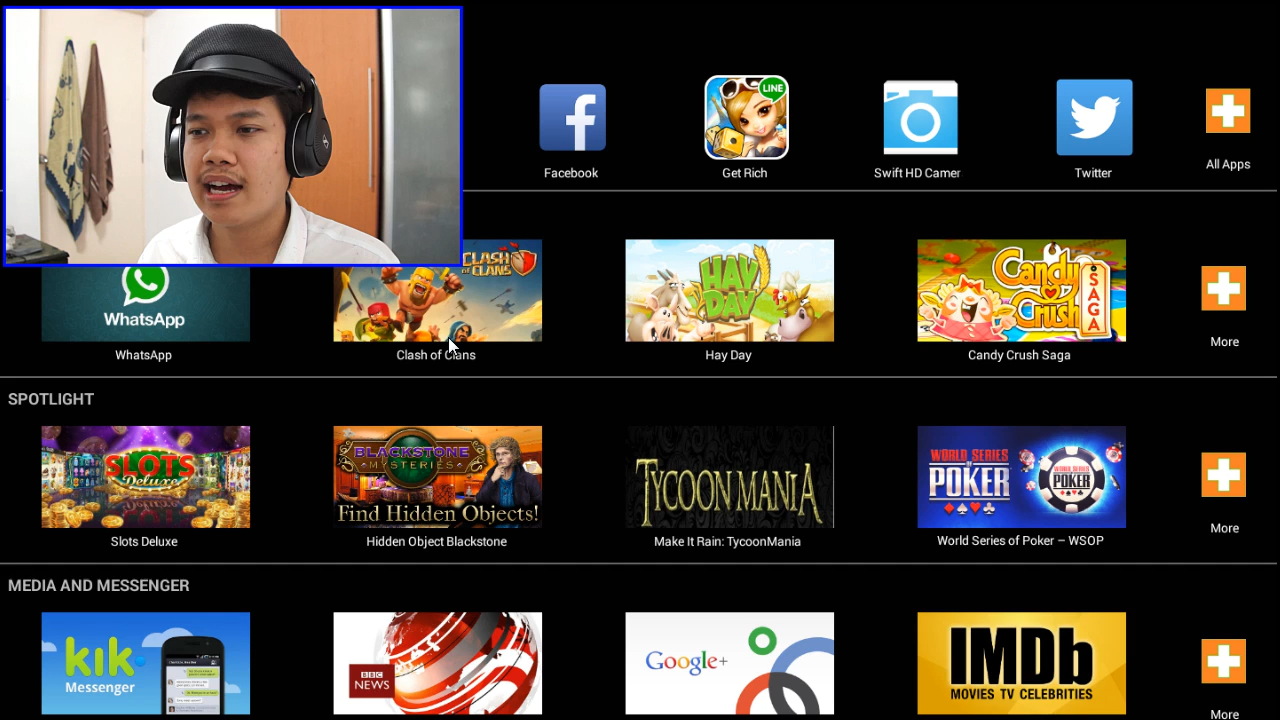 LINE
Facebook
Get Rich
Swift HD Camer
Twitter
All Apps
WhatsApp
CLASH
OF CLANS
HAY
DAY
Candy
Crush
SAGA
WhatsApp
Clash of Clans
Hay Day
Candy Crush Saga
More
SPOTLIGHT
SLOTS
Deluxe
BLACKSTONE
MYSTERIES
Find Hidden Objects!
TYCOON MANIA
WORLD SERIES
OF
POKER
WORLD SERIES
OF
POKER
Slots Deluxe
Hidden Object Blackstone
Make It Rain: TycoonMania
World Series of Poker – WSOP
More
MEDIA AND MESSENGER
kik
Messenger
BBC
NEWS
Google+
IMDb
MOVIES TV CELEBRITIES
More